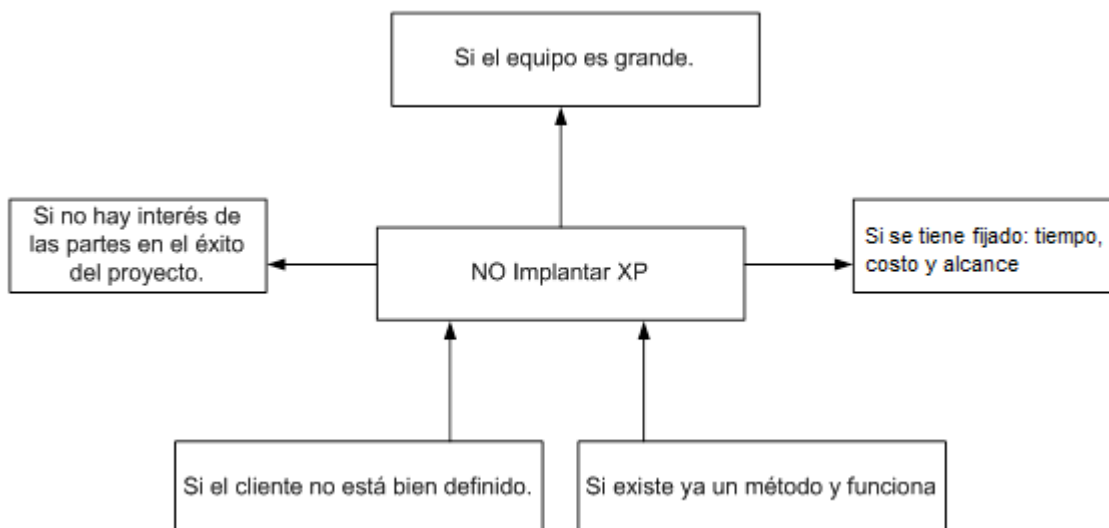 Si el equipo es grande.
Si no hay interés de
las partes en el éxito
del proyecto.
NO Implantar XP
Si se tiene fijado: tiempo,
costo y alcance
Si el cliente no está bien definido.
Si existe ya un método y funciona